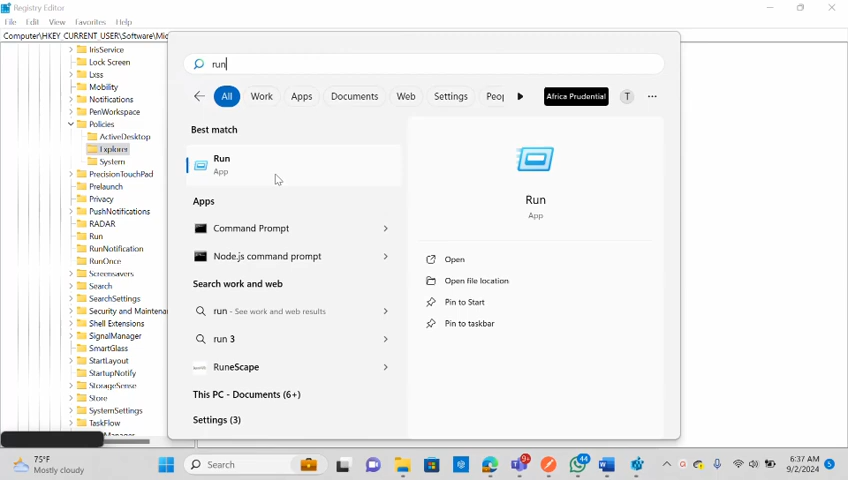 Registry Editor
File Edit View Favorites Help
Computer\HKEY_CURRENT_USER\Software\Mic
IrisService
Lock Screen
Lxss
Mobility
Notifications
PenWorkspace
Policies
ActiveDesktop
Explorer
System
PrecisionTouchPad
Prelaunch
Privacy
PushNotifications
RADAR
Run
RunNotification
RunOnce
Screensavers
Search
SearchSettings
Security and Maintenan
Shell Extensions
SignalManager
SmartGlass
StartLayout
StartupNotify
StorageSense
Store
SystemSettings
TaskFlow
run
All Work Apps Documents Web Settings Peop
Africa Prudential
T
Best match
Run
App
Apps
Command Prompt
Node.js command prompt
Search work and web
run - See work and web results
run 3
RuneScape
This PC - Documents (6+)
Settings (3)
Run
App
Open
Open file location
Pin to Start
Pin to taskbar
75°F
Mostly cloudy
Search
9+
44
6:37 AM
9/2/2024
5